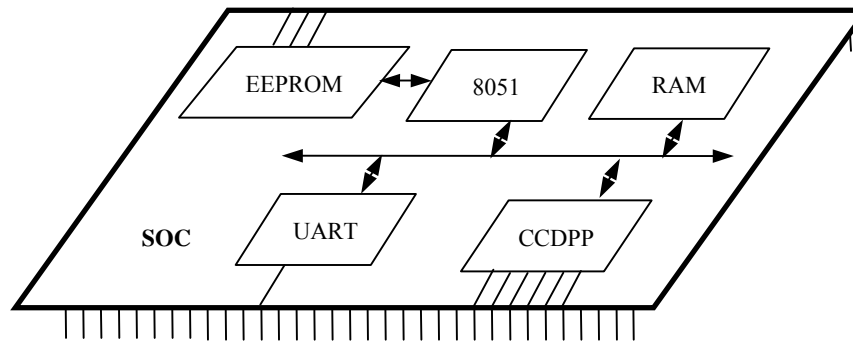 EEPROM
8051
RAM
SOC
UART
CCDPP